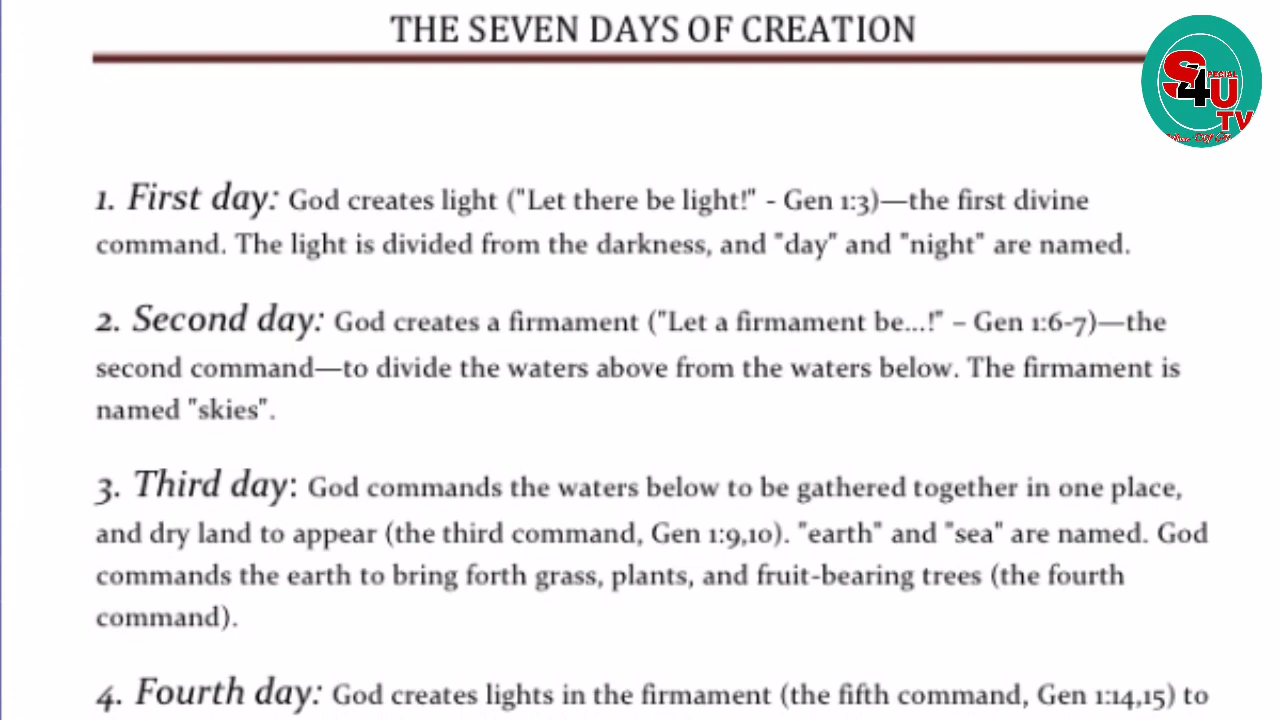 THE SEVEN DAYS OF CREATION
S4U
PECIAL
TV
1. First day: God creates light ("Let there be light!" - Gen 1:3)—the first divine
command. The light is divided from the darkness, and "day" and "night" are named.
2. Second day: God creates a firmament ("Let a firmament be...!" – Gen 1:6-7)—the
second command—to divide the waters above from the waters below. The firmament is
named "skies".
3. Third day: God commands the waters below to be gathered together in one place,
and dry land to appear (the third command, Gen 1:9,10). "earth" and "sea" are named. God
commands the earth to bring forth grass, plants, and fruit-bearing trees (the fourth
command).
4. Fourth day: God creates lights in the firmament (the fifth command, Gen 1:14,15) to